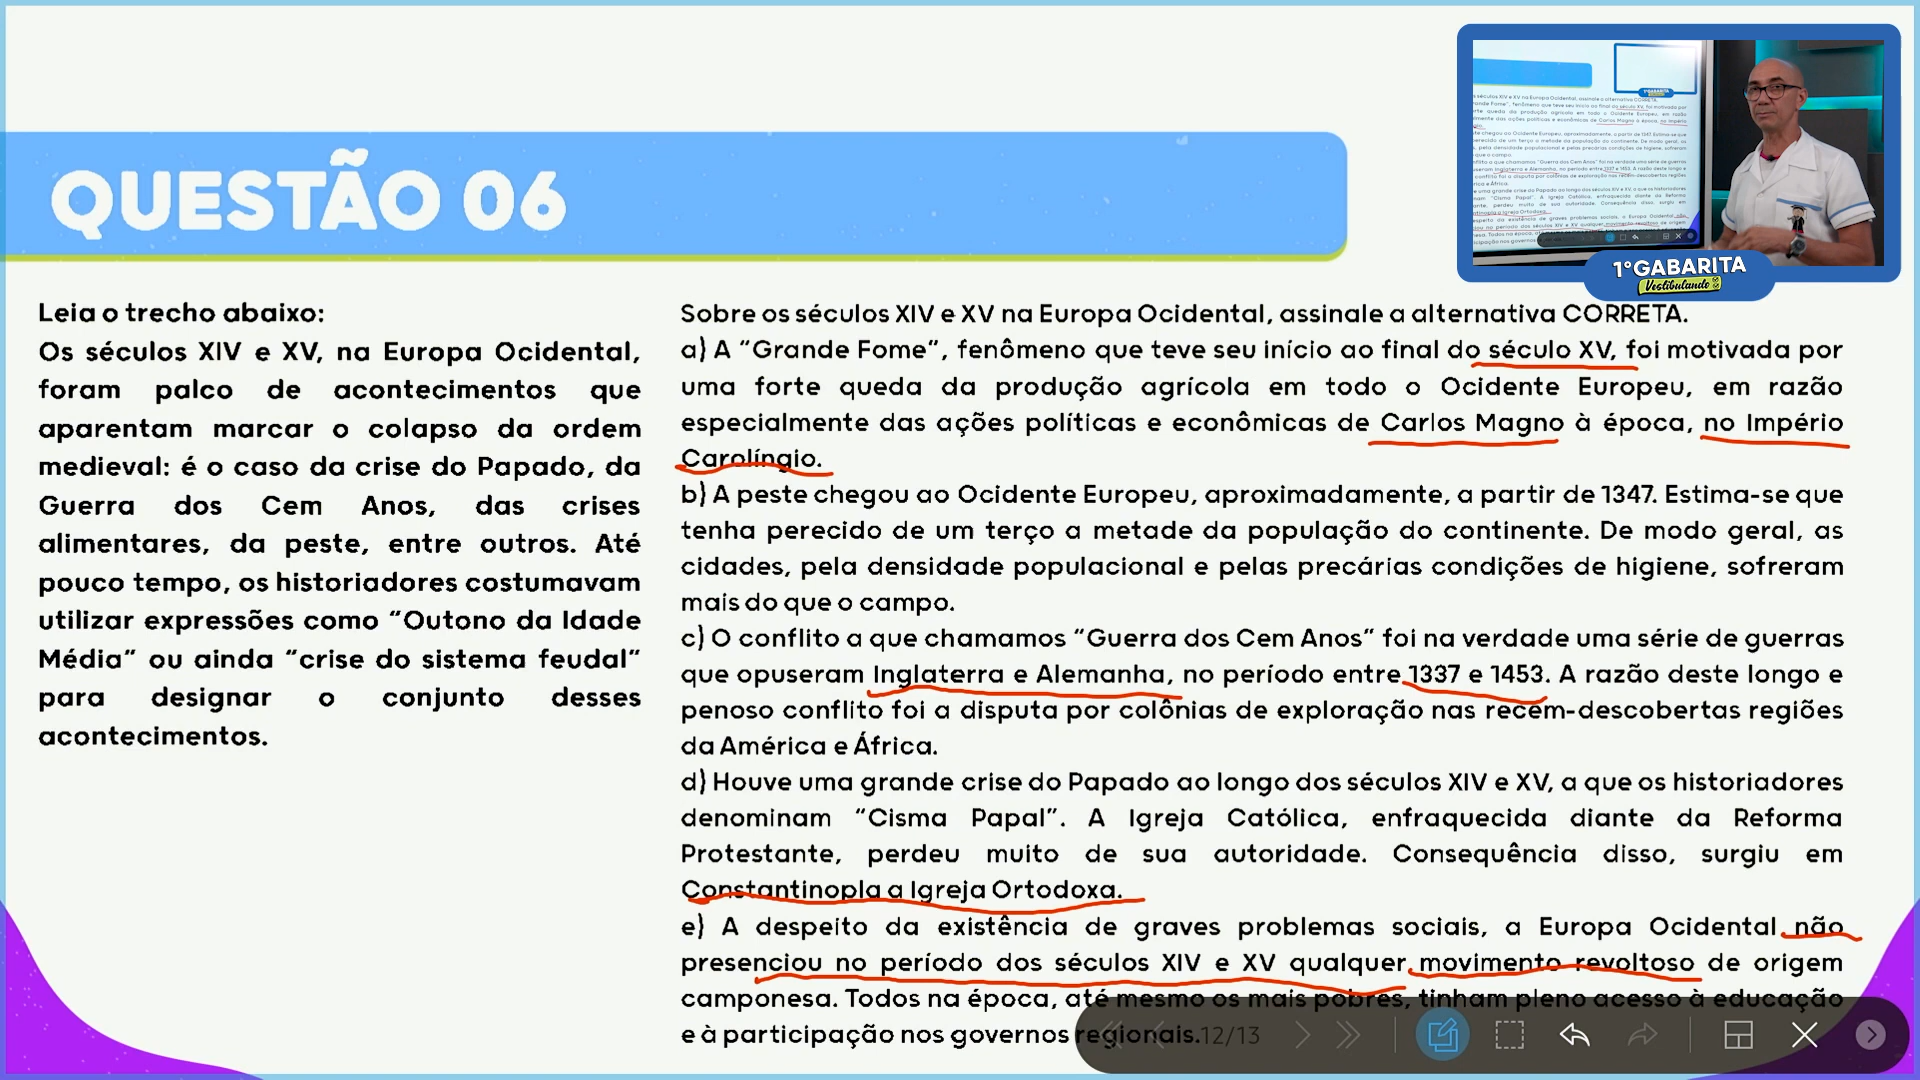 QUESTÃO 06
1°GABARITA
Vestibulando
Leia o trecho abaixo:
Os séculos XIV e XV, na Europa Ocidental,
foram palco de acontecimentos que
aparentam marcar o colapso da ordem
medieval: é o caso da crise do Papado, da
Guerra dos Cem Anos, das crises
alimentares, da peste, entre outros. Até
pouco tempo, os historiadores costumavam
utilizar expressões como “Outono da Idade
Média” ou ainda “crise do sistema feudal”
para designar o conjunto desses
acontecimentos.
Sobre os séculos XIV e XV na Europa Ocidental, assinale a alternativa CORRETA.
a) A “Grande Fome”, fenômeno que teve seu início ao final do século XV, foi motivada por
uma forte queda da produção agrícola em todo o Ocidente Europeu, em razão
especialmente das ações políticas e econômicas de Carlos Magno à época, no Império
Carolíngio.
b) A peste chegou ao Ocidente Europeu, aproximadamente, a partir de 1347. Estima-se que
tenha perecido de um terço a metade da população do continente. De modo geral, as
cidades, pela densidade populacional e pelas precárias condições de higiene, sofreram
mais do que o campo.
c) O conflito a que chamamos “Guerra dos Cem Anos” foi na verdade uma série de guerras
que opuseram Inglaterra e Alemanha, no período entre 1337 e 1453. A razão deste longo e
penoso conflito foi a disputa por colônias de exploração nas recém-descobertas regiões
da América e África.
d) Houve uma grande crise do Papado ao longo dos séculos XIV e XV, a que os historiadores
denominam “Cisma Papal”. A Igreja Católica, enfraquecida diante da Reforma
Protestante, perdeu muito de sua autoridade. Consequência disso, surgiu em
Constantinopla a Igreja Ortodoxa.
e) A despeito da existência de graves problemas sociais, a Europa Ocidental não
presenciou no período dos séculos XIV e XV qualquer movimento revoltoso de origem
camponesa. Todos na época, até mesmo os mais pobres, tinham pleno acesso à educação
e à participação nos governos regionais.
12/13